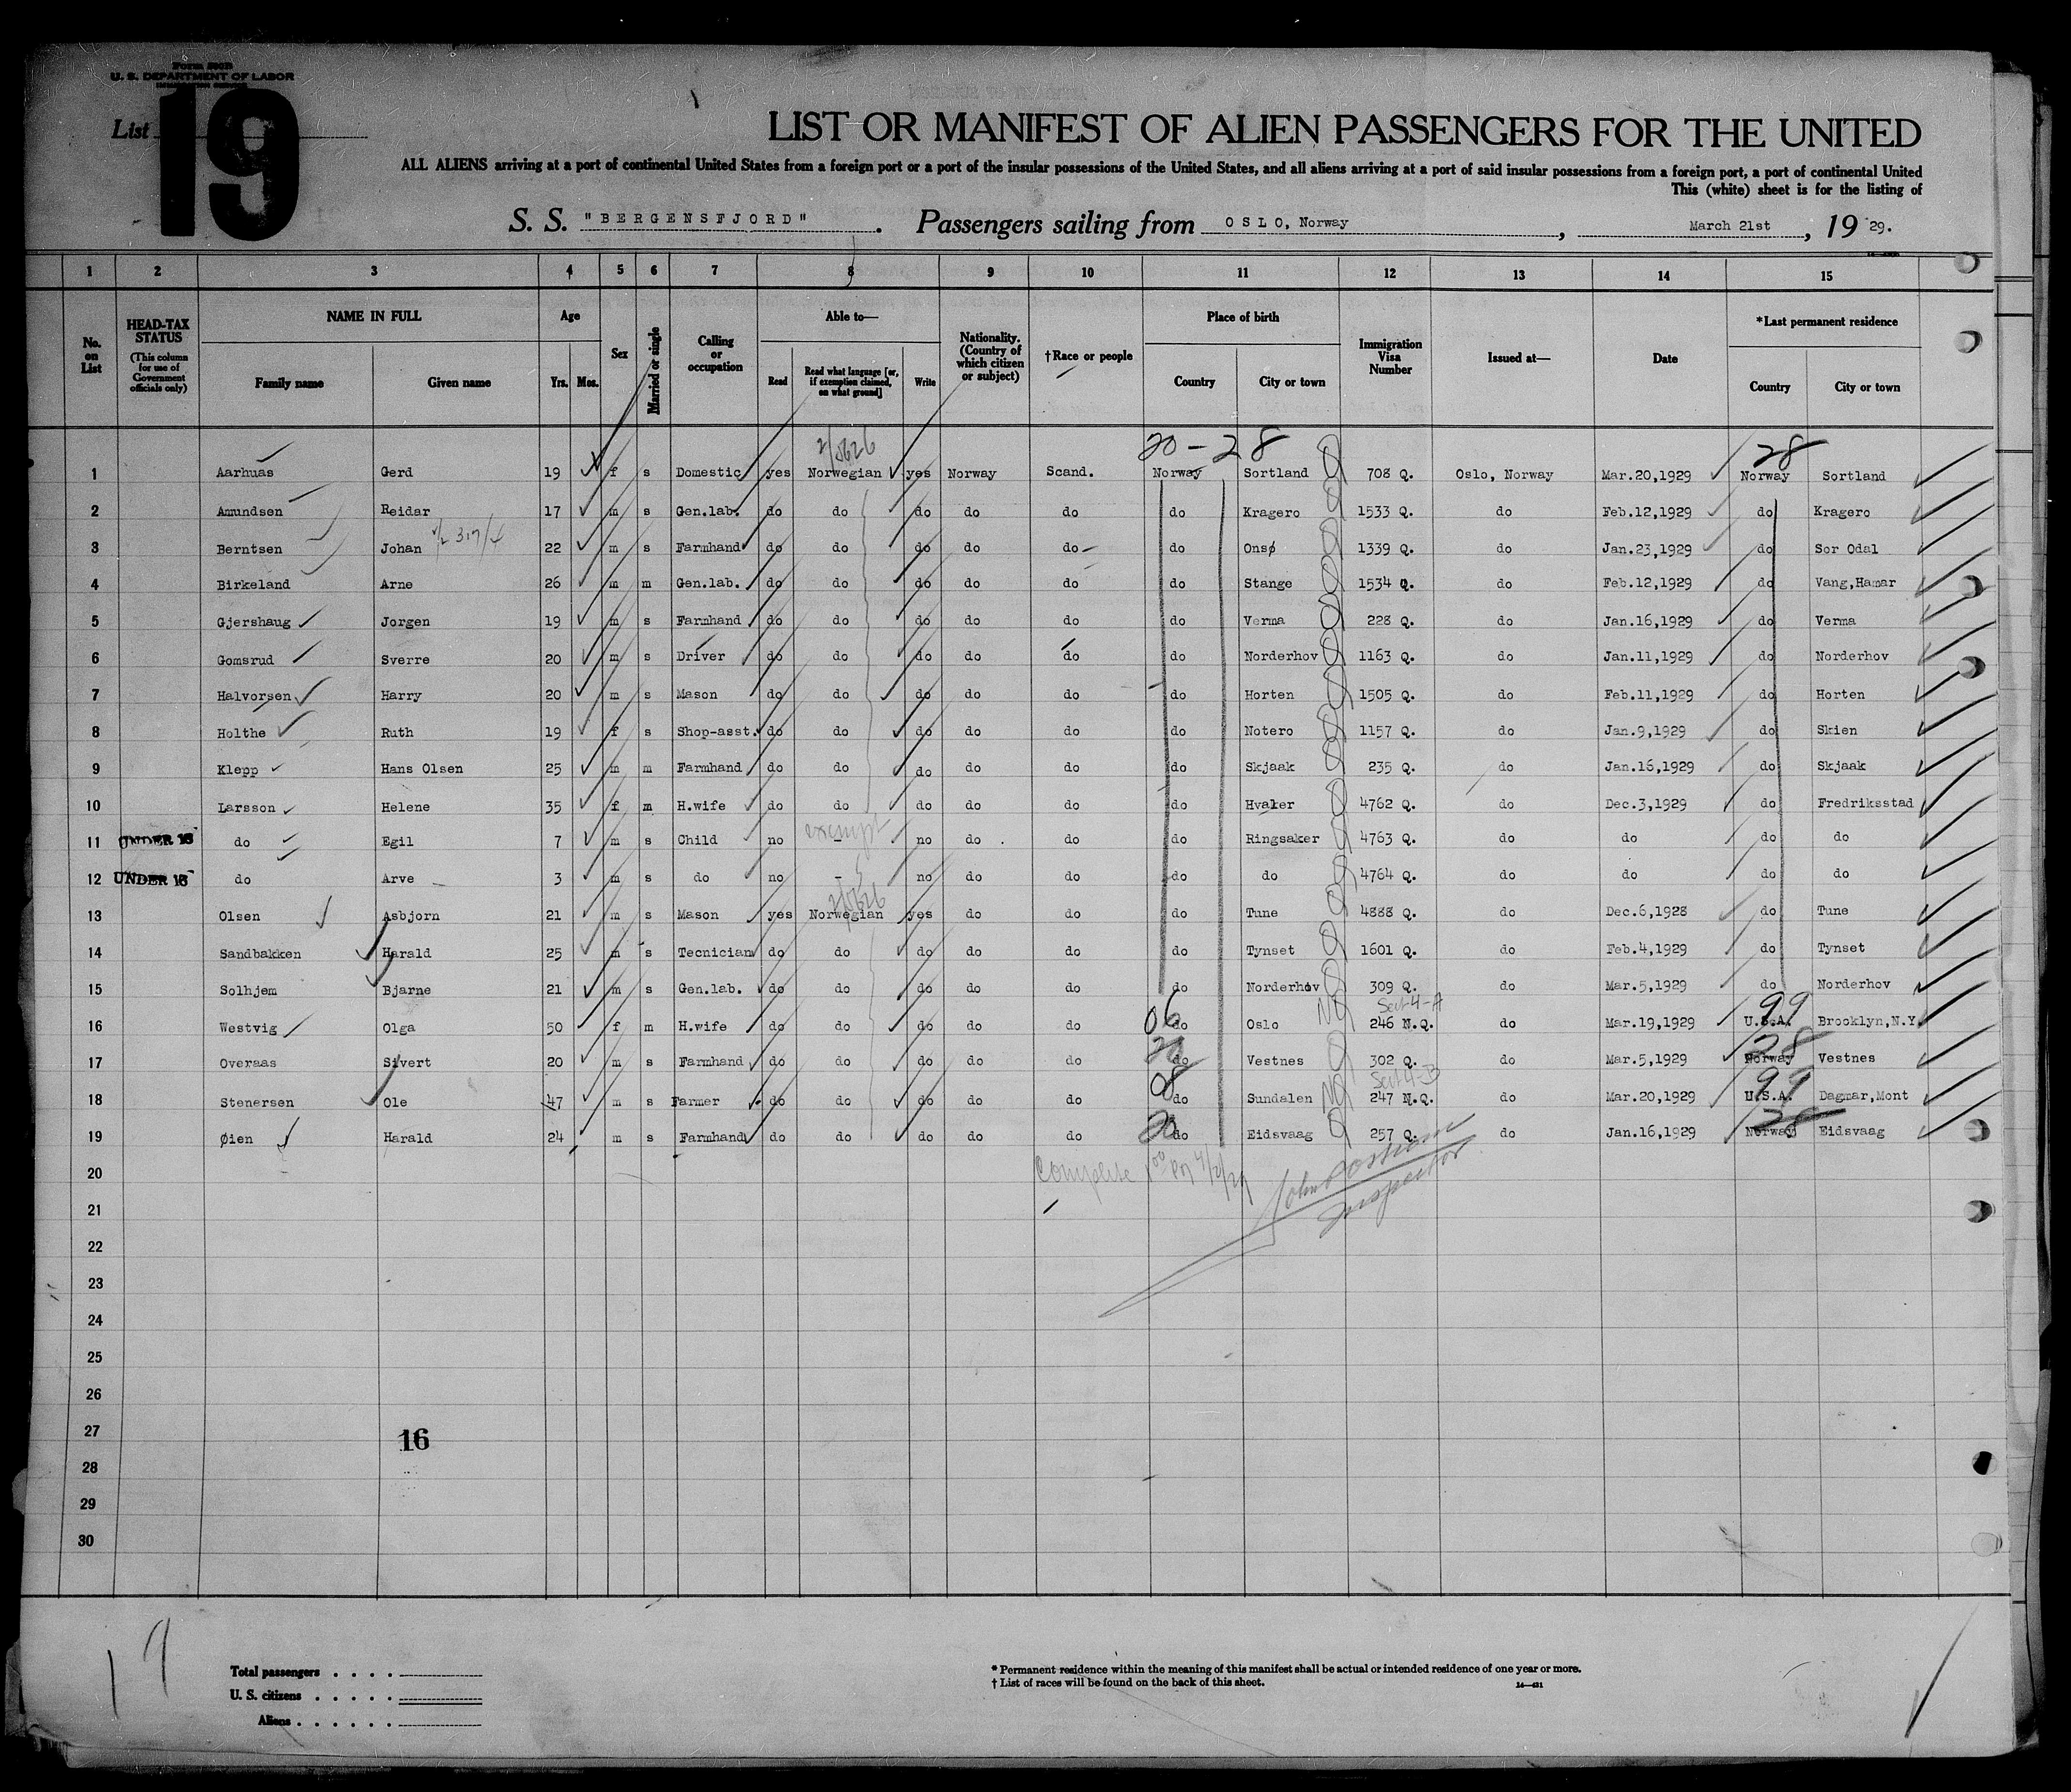 Form 500B
U. S. DEPARTMENT OF LABOR
List 19
LIST OR MANIFEST OF ALIEN PASSENGERS FOR THE UNITED
ALL ALIENS arriving at a port of continental United States from a foreign port or a port of the insular possessions of the United States, and all aliens arriving at a port of said insular possessions from a foreign port, a port of continental United
This (white) sheet is for the listing of
S. S. "BERGENSFJORD". Passengers sailing from OSLO, Norway, March 21st, 19 29.
1 2 3 4 5 6 7 8 9 10 11 12 13 14 15
No. on List HEAD-TAX STATUS (This column for use of Government officials only) NAME IN FULL Family name Given name Age Yrs. Mos. Sex Married or single Calling or occupation Able to— Read Read what language [or, if exemption claimed, on what ground] Write Nationality. (Country of which citizen or subject) †Race or people Place of birth Country City or town Immigration Visa Number Issued at— Date *Last permanent residence Country City or town
20-28 28
1 Aarhuas Gerd 19 f s Domestic yes Norwegian yes Norway Scand. Norway Sortland 708 Q. Oslo, Norway Mar.20,1929 Norway Sortland
2 Amundsen Reidar 17 m s Gen.lab. do do do do do do Kragero 1533 Q. do Feb.12,1929 do Kragero
3 Berntsen Johan 22 m s Farmhand do do do do do do Onsø 1339 Q. do Jan.23,1929 do Sor Odal
4 Birkeland Arne 26 m m Gen.lab. do do do do do do Stange 1534 Q. do Feb.12,1929 do Vang,Hamar
5 Gjershaug Jorgen 19 m s Farmhand do do do do do do Verma 228 Q. do Jan.16,1929 do Verma
6 Gomsrud Sverre 20 m s Driver do do do do do do Norderhov 1163 Q. do Jan.11,1929 do Norderhov
7 Halvorsen Harry 20 m s Mason do do do do do do Horten 1505 Q. do Feb.11,1929 do Horten
8 Holthe Ruth 19 f s Shop-asst. do do do do do do Notero 1157 Q. do Jan.9,1929 do Skien
9 Klepp Hans Olsen 25 m m Farmhand do do do do do do Skjaak 235 Q. do Jan.16,1929 do Skjaak
10 Larsson Helene 35 f m H.wife do do do do do do Hvaler 4762 Q. do Dec.3,1929 do Fredriksstad
11 UNDER 16 do Egil 7 m s Child no exempt - no do do do Ringsaker 4763 Q. do do do do
12 UNDER 16 do Arve 3 m s do no - no do do do do 4764 Q. do do do do
13 Olsen Asbjorn 21 m s Mason yes Norwegian yes do do do Tune 4888 Q. do Dec.6,1928 do Tune
14 Sandbakken Harald 25 m s Tecnician do do do do do do Tynset 1601 Q. do Feb.4,1929 do Tynset
15 Solhjem Bjarne 21 m s Gen.lab. do do do do do do Norderhov 309 Q. do Mar.5,1929 do Norderhov
06 NQ Sect 4-A 99
16 Westvig Olga 50 f m H.wife do do do do do do Oslo 246 N.Q. do Mar.19,1929 U.S.A. Brooklyn,N.Y.
20 28
17 Overaas Sivert 20 m s Farmhand do do do do do do Vestnes 302 Q. do Mar.5,1929 Norway Vestnes
08 NQ Sect 4-B 99
18 Stenersen Ole 47 m s Farmer do do do do do do Sundalen 247 N.Q. do Mar.20,1929 U.S.A. Dagmar,Mont
20 28
19 Øien Harald 24 m s Farmhand do do do do do do Eidsvaag 257 Q. do Jan.16,1929 Norway Eidsvaag
20 Complete
Inspector
21
22
23
24
25
26
27 16
28
29
30
Total passengers
U. S. citizens
Aliens
* Permanent residence within the meaning of this manifest shall be actual or intended residence of one year or more.
† List of races will be found on the back of this sheet.
14—421